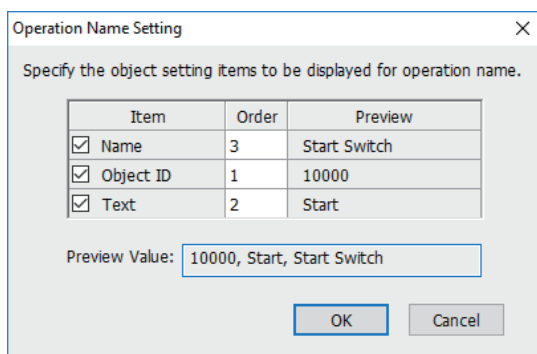 Operation Name Setting
Specify the object setting items to be displayed for operation name.
Item Order Preview
Name 3 Start Switch
Object ID 1 10000
Text 2 Start
Preview Value: 10000, Start, Start Switch
OK Cancel